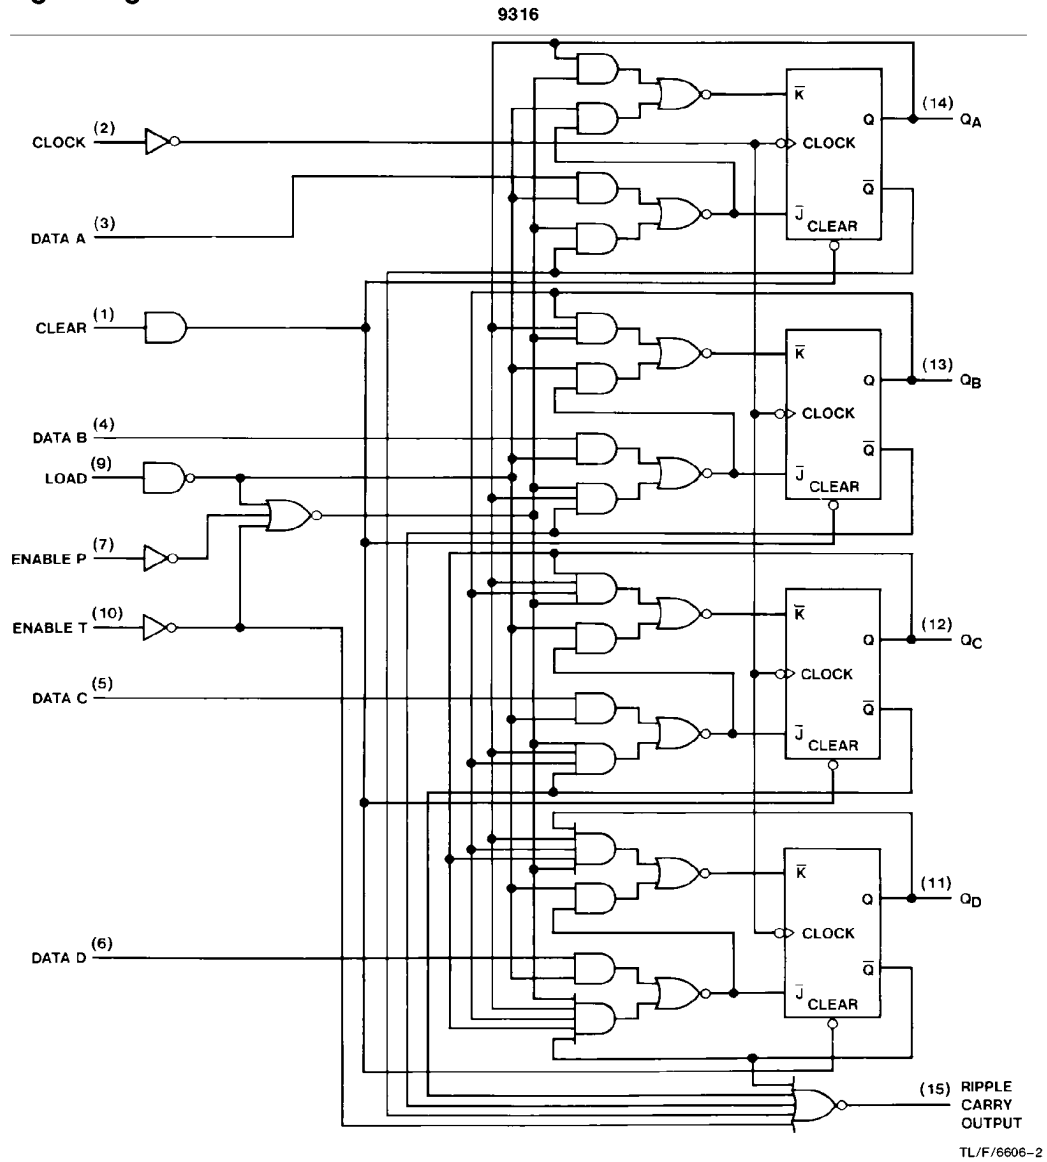 9316
CLOCK (2)
DATA A (3)
CLEAR (1)
DATA B (4)
LOAD (9)
ENABLE P (7)
ENABLE T (10)
DATA C (5)
DATA D (6)
K̅
Q (14) QA
CLOCK
Q̅
J̅
CLEAR
K̅
Q (13) QB
CLOCK
Q̅
J̅
CLEAR
K̅
Q (12) QC
CLOCK
Q̅
J̅
CLEAR
K̅
Q (11) QD
CLOCK
Q̅
J̅
CLEAR
(15) RIPPLE
CARRY
OUTPUT
TL/F/6606–2